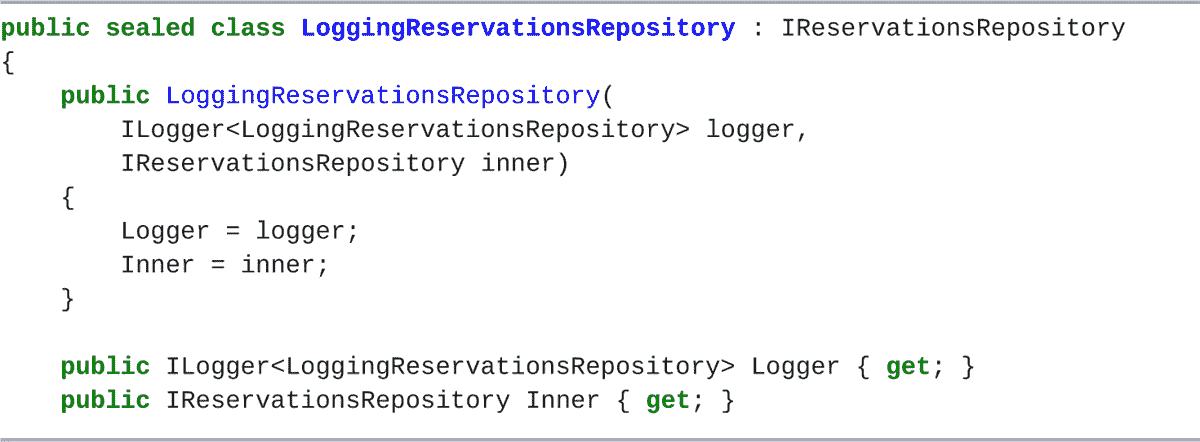 public sealed class LoggingReservationsRepository : IReservationsRepository
{
    public LoggingReservationsRepository(
        ILogger<LoggingReservationsRepository> logger,
        IReservationsRepository inner)
    {
        Logger = logger;
        Inner = inner;
    }

    public ILogger<LoggingReservationsRepository> Logger { get; }
    public IReservationsRepository Inner { get; }